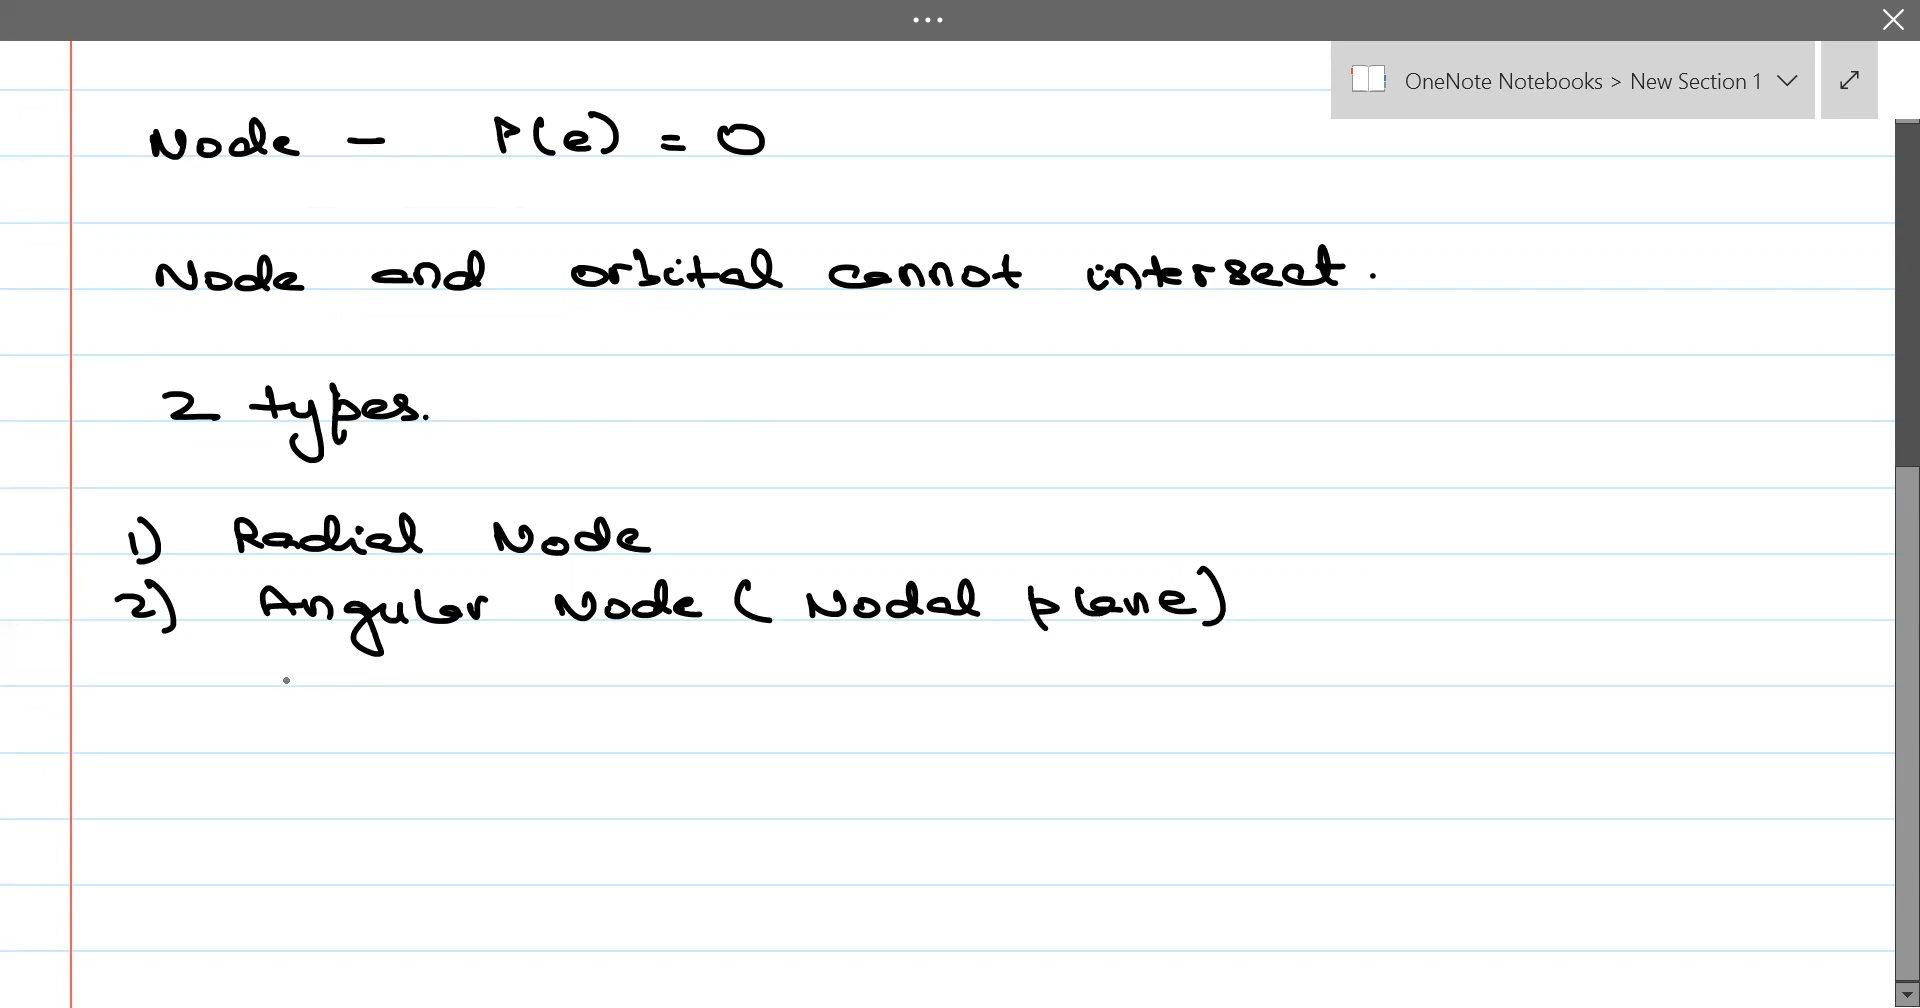 OneNote Notebooks > New Section 1
Node - P(e) = 0
Node and orbital cannot intersect.
2 types.
1) Radial Node
2) Angular Node (Nodal plane)